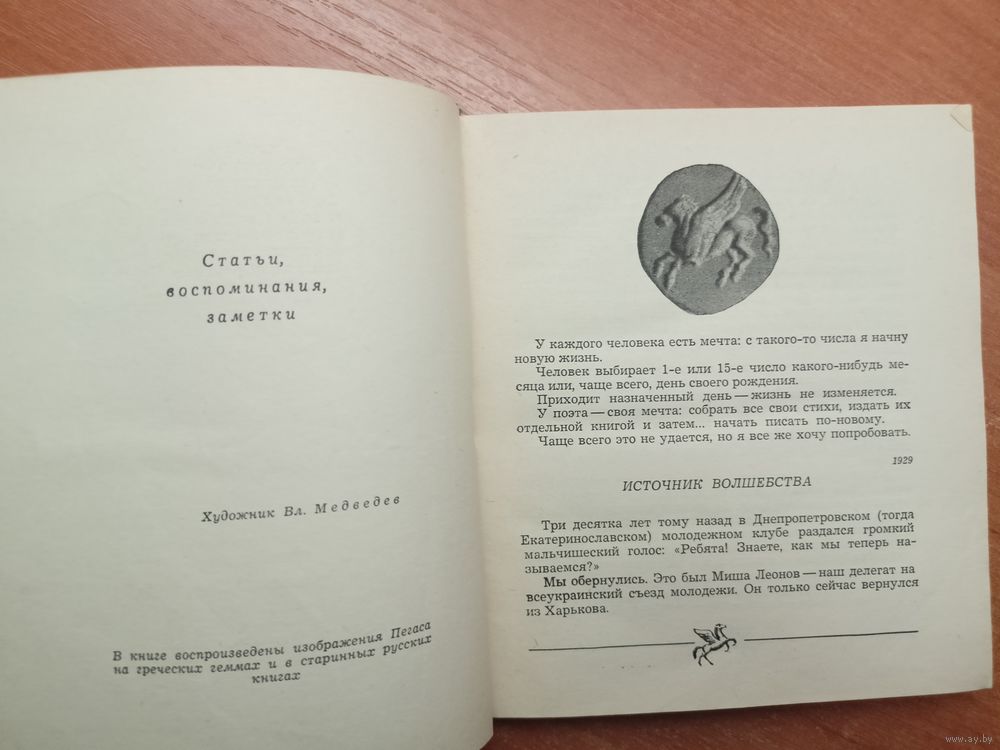 Статьи,
воспоминания,
заметки
Художник Вл. Медведев
В книге воспроизведены изображения Пегаса
на греческих геммах и в старинных русских
книгах
У каждого человека есть мечта: с такого-то числа я начну
новую жизнь.
Человек выбирает 1-е или 15-е число какого-нибудь ме-
сяца или, чаще всего, день своего рождения.
Приходит назначенный день — жизнь не изменяется.
У поэта — своя мечта: собрать все свои стихи, издать их
отдельной книгой и затем... начать писать по-новому.
Чаще всего это не удается, но я все же хочу попробовать.
1929
ИСТОЧНИК ВОЛШЕБСТВА
Три десятка лет тому назад в Днепропетровском (тогда
Екатеринославском) молодежном клубе раздался громкий
мальчишеский голос: «Ребята! Знаете, как мы теперь на-
зываемся?»
Мы обернулись. Это был Миша Леонов — наш делегат на
всеукраинский съезд молодежи. Он только сейчас вернулся
из Харькова.
www.ay.by